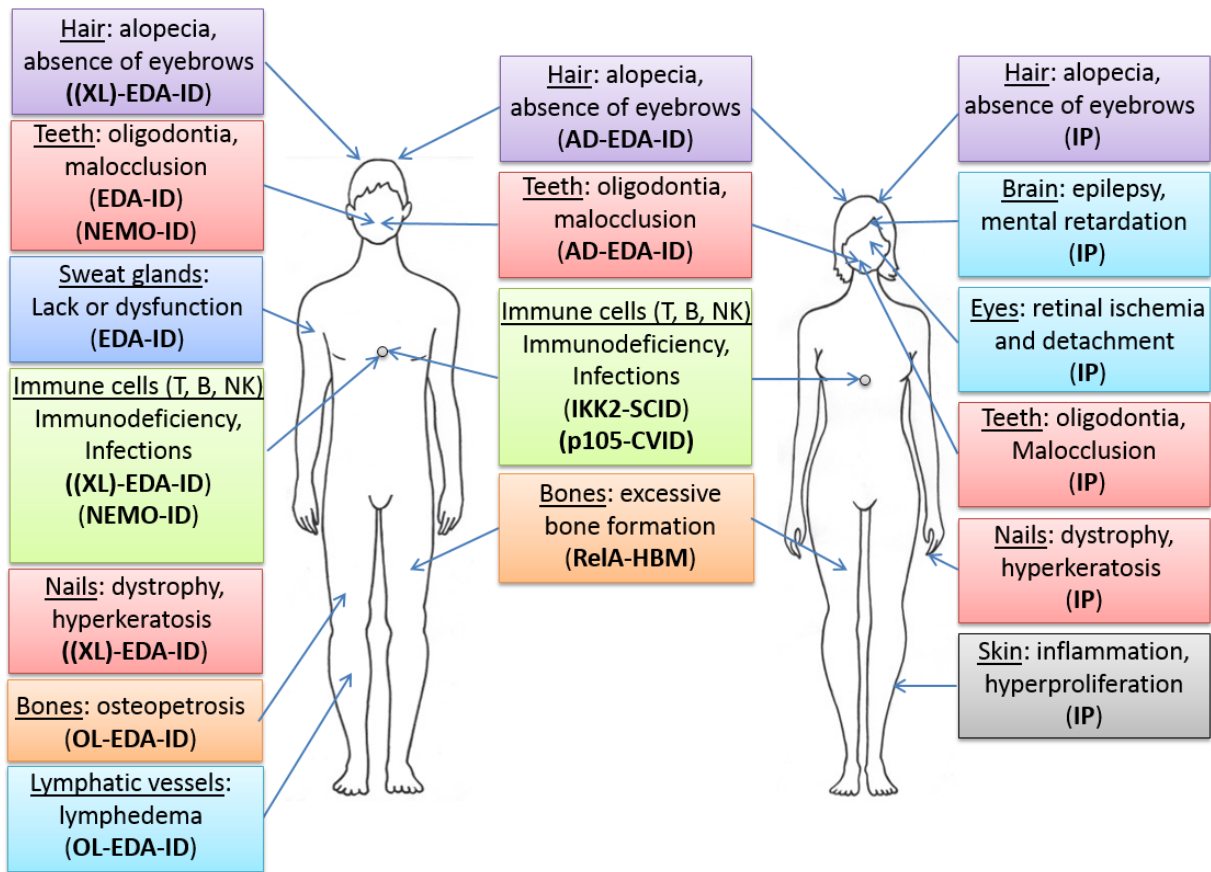 Hair: alopecia,
absence of eyebrows
((XL)-EDA-ID)
Teeth: oligodontia,
malocclusion
(EDA-ID)
(NEMO-ID)
Sweat glands:
Lack or dysfunction
(EDA-ID)
Immune cells (T, B, NK)
Immunodeficiency,
Infections
((XL)-EDA-ID)
(NEMO-ID)
Nails: dystrophy,
hyperkeratosis
((XL)-EDA-ID)
Bones: osteopetrosis
(OL-EDA-ID)
Lymphatic vessels:
lymphedema
(OL-EDA-ID)
Hair: alopecia,
absence of eyebrows
(AD-EDA-ID)
Teeth: oligodontia,
malocclusion
(AD-EDA-ID)
Immune cells (T, B, NK)
Immunodeficiency,
Infections
(IKK2-SCID)
(p105-CVID)
Bones: excessive
bone formation
(RelA-HBM)
Hair: alopecia,
absence of eyebrows
(IP)
Brain: epilepsy,
mental retardation
(IP)
Eyes: retinal ischemia
and detachment
(IP)
Teeth: oligodontia,
Malocclusion
(IP)
Nails: dystrophy,
hyperkeratosis
(IP)
Skin: inflammation,
hyperproliferation
(IP)